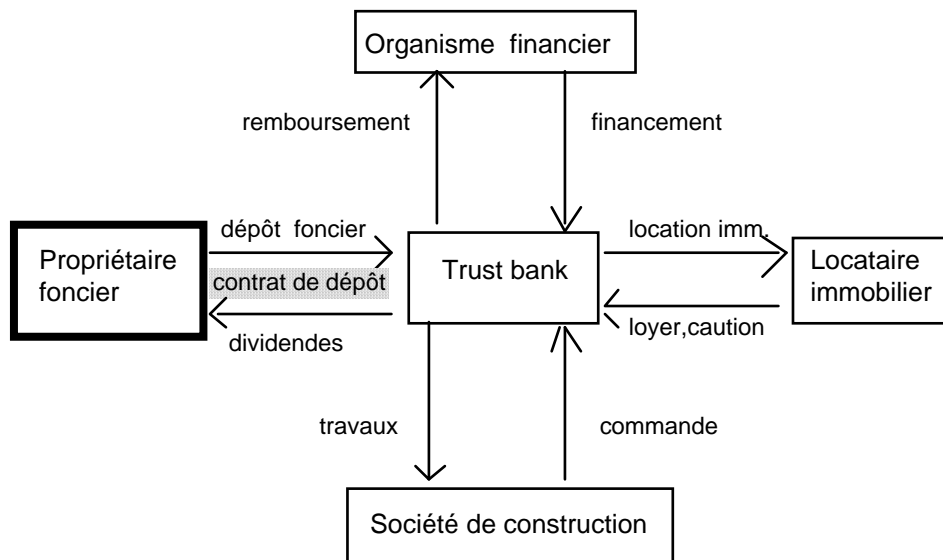 Organisme financier
remboursement
financement
dépôt foncier
location imm.
Propriétaire
foncier
contrat de dépôt
Trust bank
Locataire
immobilier
dividendes
loyer,caution
travaux
commande
Société de construction